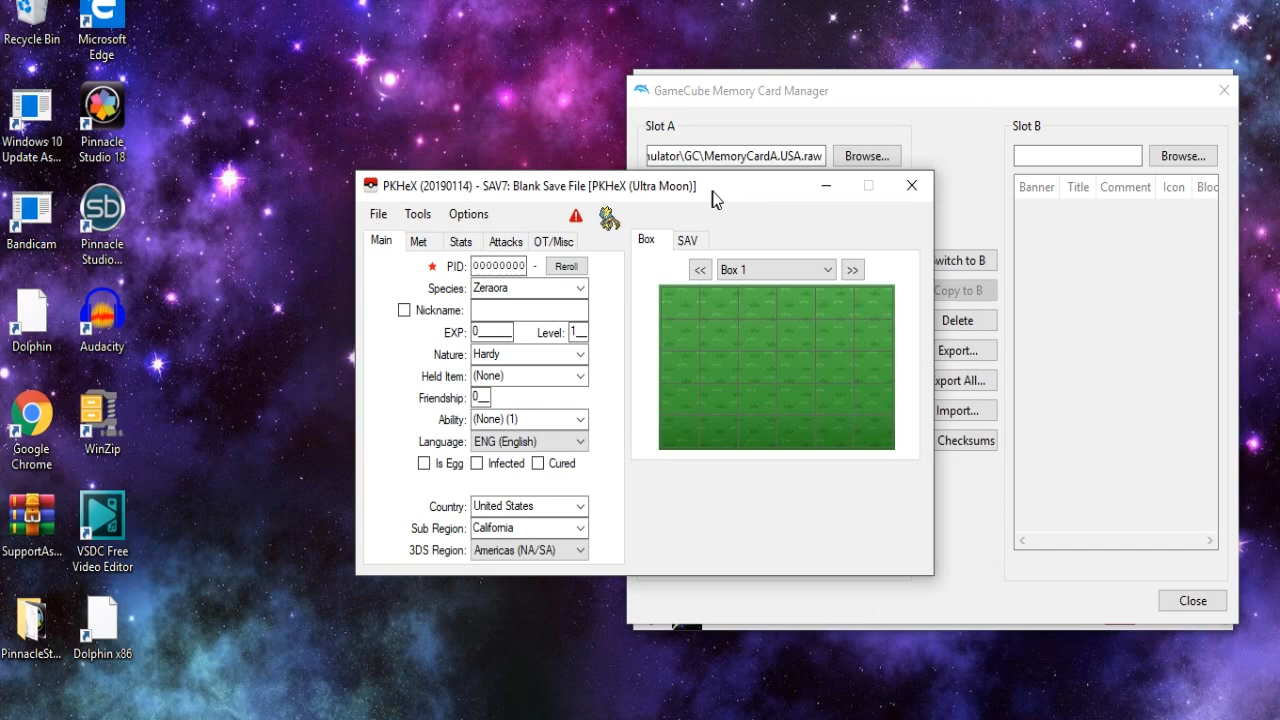 Recycle Bin
Microsoft
Edge
Windows 10
Update As...
Pinnacle
Studio 18
Bandicam
Pinnacle
Studio...
Dolphin
Audacity
Google
Chrome
WinZip
SupportAs...
VSDC Free
Video Editor
PinnacleSt...
Dolphin x86
GameCube Memory Card Manager
Slot A
Slot B
ulator\GC\MemoryCardA.USA.raw
Browse...
Browse...
Banner Title Comment Icon Bloc
witch to B
Copy to B
Delete
Export...
xport All...
Import...
Checksums
Close
PKHeX (20190114) - SAV7: Blank Save File [PKHeX (Ultra Moon)]
File Tools Options
Main Met Stats Attacks OT/Misc
PID: 00000000 - Reroll
Species: Zeraora
Nickname:
EXP: 0_____ Level: 1__
Nature: Hardy
Held Item: (None)
Friendship: 0__
Ability: (None) (1)
Language: ENG (English)
Is Egg Infected Cured
Country: United States
Sub Region: California
3DS Region: Americas (NA/SA)
Box SAV
<< Box 1 >>